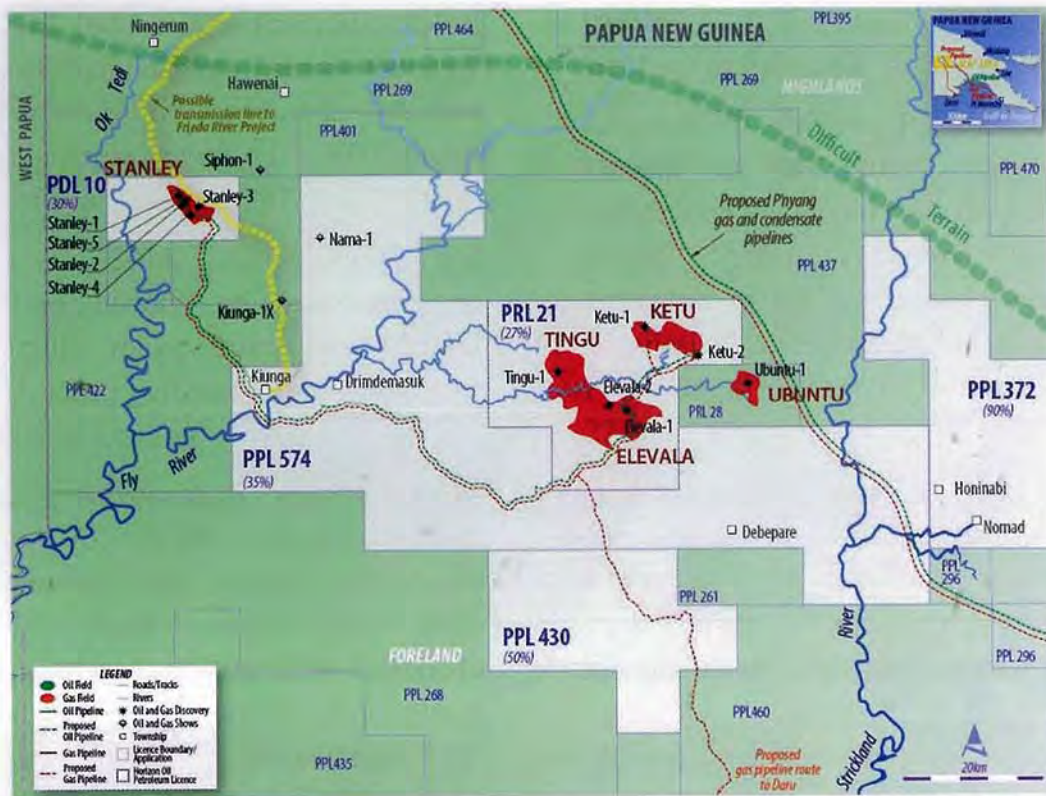 Ningerum
PPL 464
PAPUA NEW GUINEA
PPL395
PAPUA NEW GUINEA
WEST PAPUA
Ok Tedi
Hawenai
PPL269
PPL 269
HIGHLANDS
Possible
transmission line to
Frieda River Project
PPL401
Difficult
Terrain
PPL 470
STANLEY
Siphon-1
PDL 10
(30%)
Stanley-3
Stanley-1
Stanley-5
Stanley-2
Stanley-4
Nama-1
Proposed P'nyang
gas and condensate
pipelines
PPL 437
Kiunga-1X
PRL 21
(27%)
Ketu-1
KETU
TINGU
Ketu-2
Tingu-1
Ubuntu-1
UBUNTU
PPL 422
Kiunga
Drimdemasuk
Elevala-2
PRL 28
PPL 372
(90%)
Elevala-1
ELEVALA
Fly
River
PPL 574
(35%)
Honinabi
Nomad
Debepare
PPL
296
PPL 261
PPL 430
(50%)
River
Strickland
FORELAND
PPL 296
PPL 268
PPL460
PPL435
Proposed
gas pipeline route
to Daru
20km
LEGEND
Oil Field
Gas Field
Oil Pipeline
Proposed
Oil Pipeline
Gas Pipeline
Proposed
Gas Pipeline
Roads/Tracks
Rivers
Oil and Gas Discovery
Oil and Gas Shows
Township
Licence Boundary/
Application
Horizon Oil
Petroleum Licence